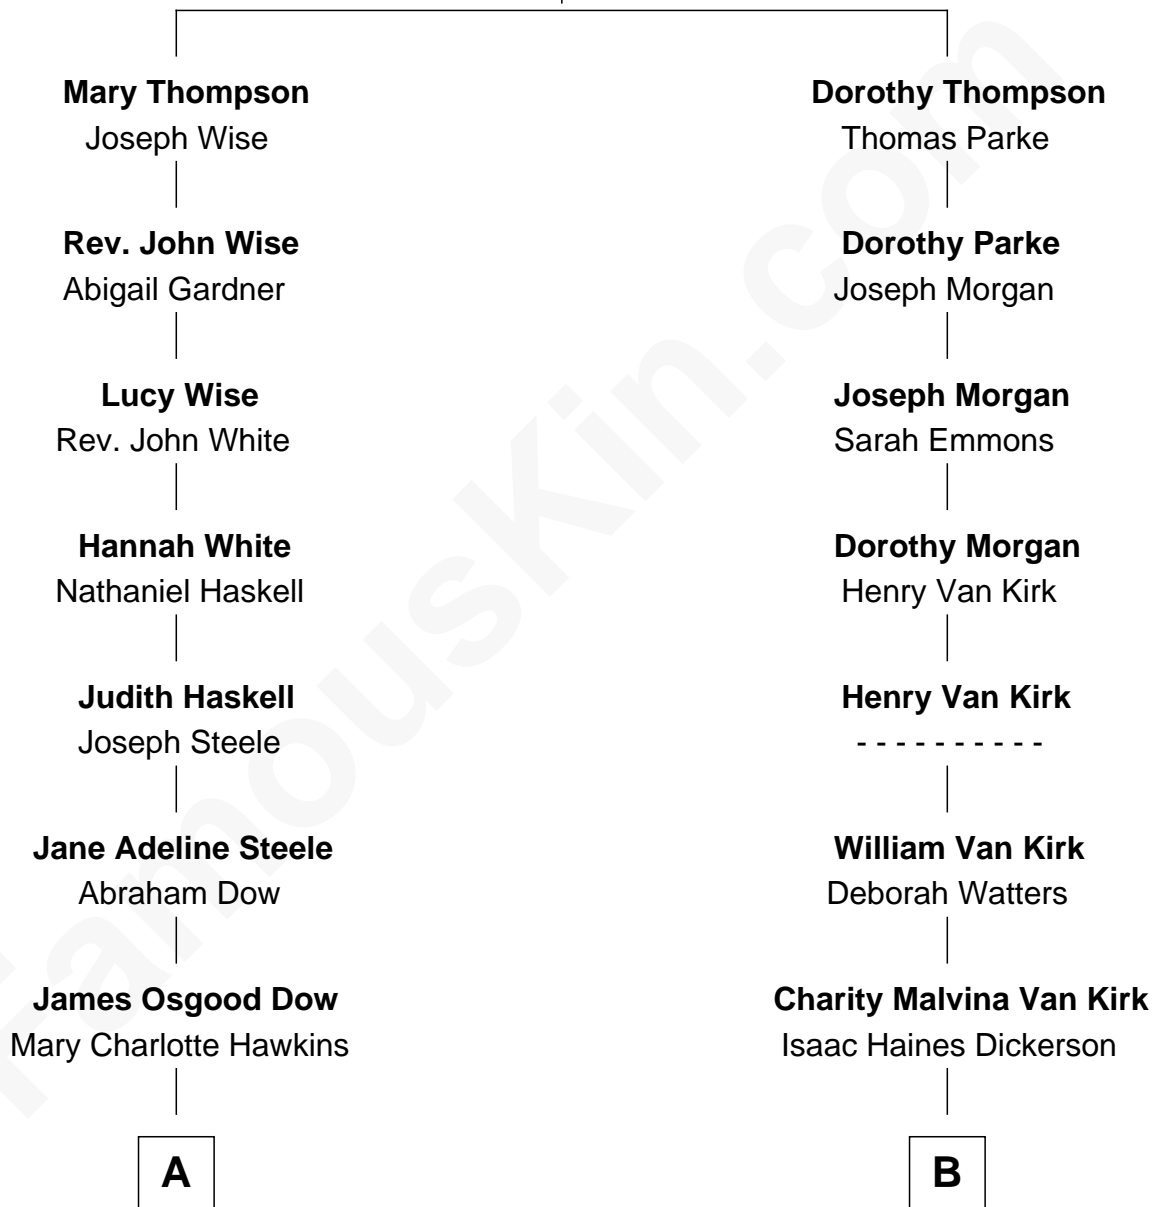 Mary Thompson
Joseph Wise
Rev. John Wise
Abigail Gardner
Lucy Wise
Rev. John White
Hannah White
Nathaniel Haskell
Judith Haskell
Joseph Steele
Jane Adeline Steele
Abraham Dow
James Osgood Dow
Mary Charlotte Hawkins
A
Dorothy Thompson
Thomas Parke
Dorothy Parke
Joseph Morgan
Joseph Morgan
Sarah Emmons
Dorothy Morgan
Henry Van Kirk
Henry Van Kirk
- - - - - - - - - -
William Van Kirk
Deborah Watters
Charity Malvina Van Kirk
Isaac Haines Dickerson
B
FamousKin.com